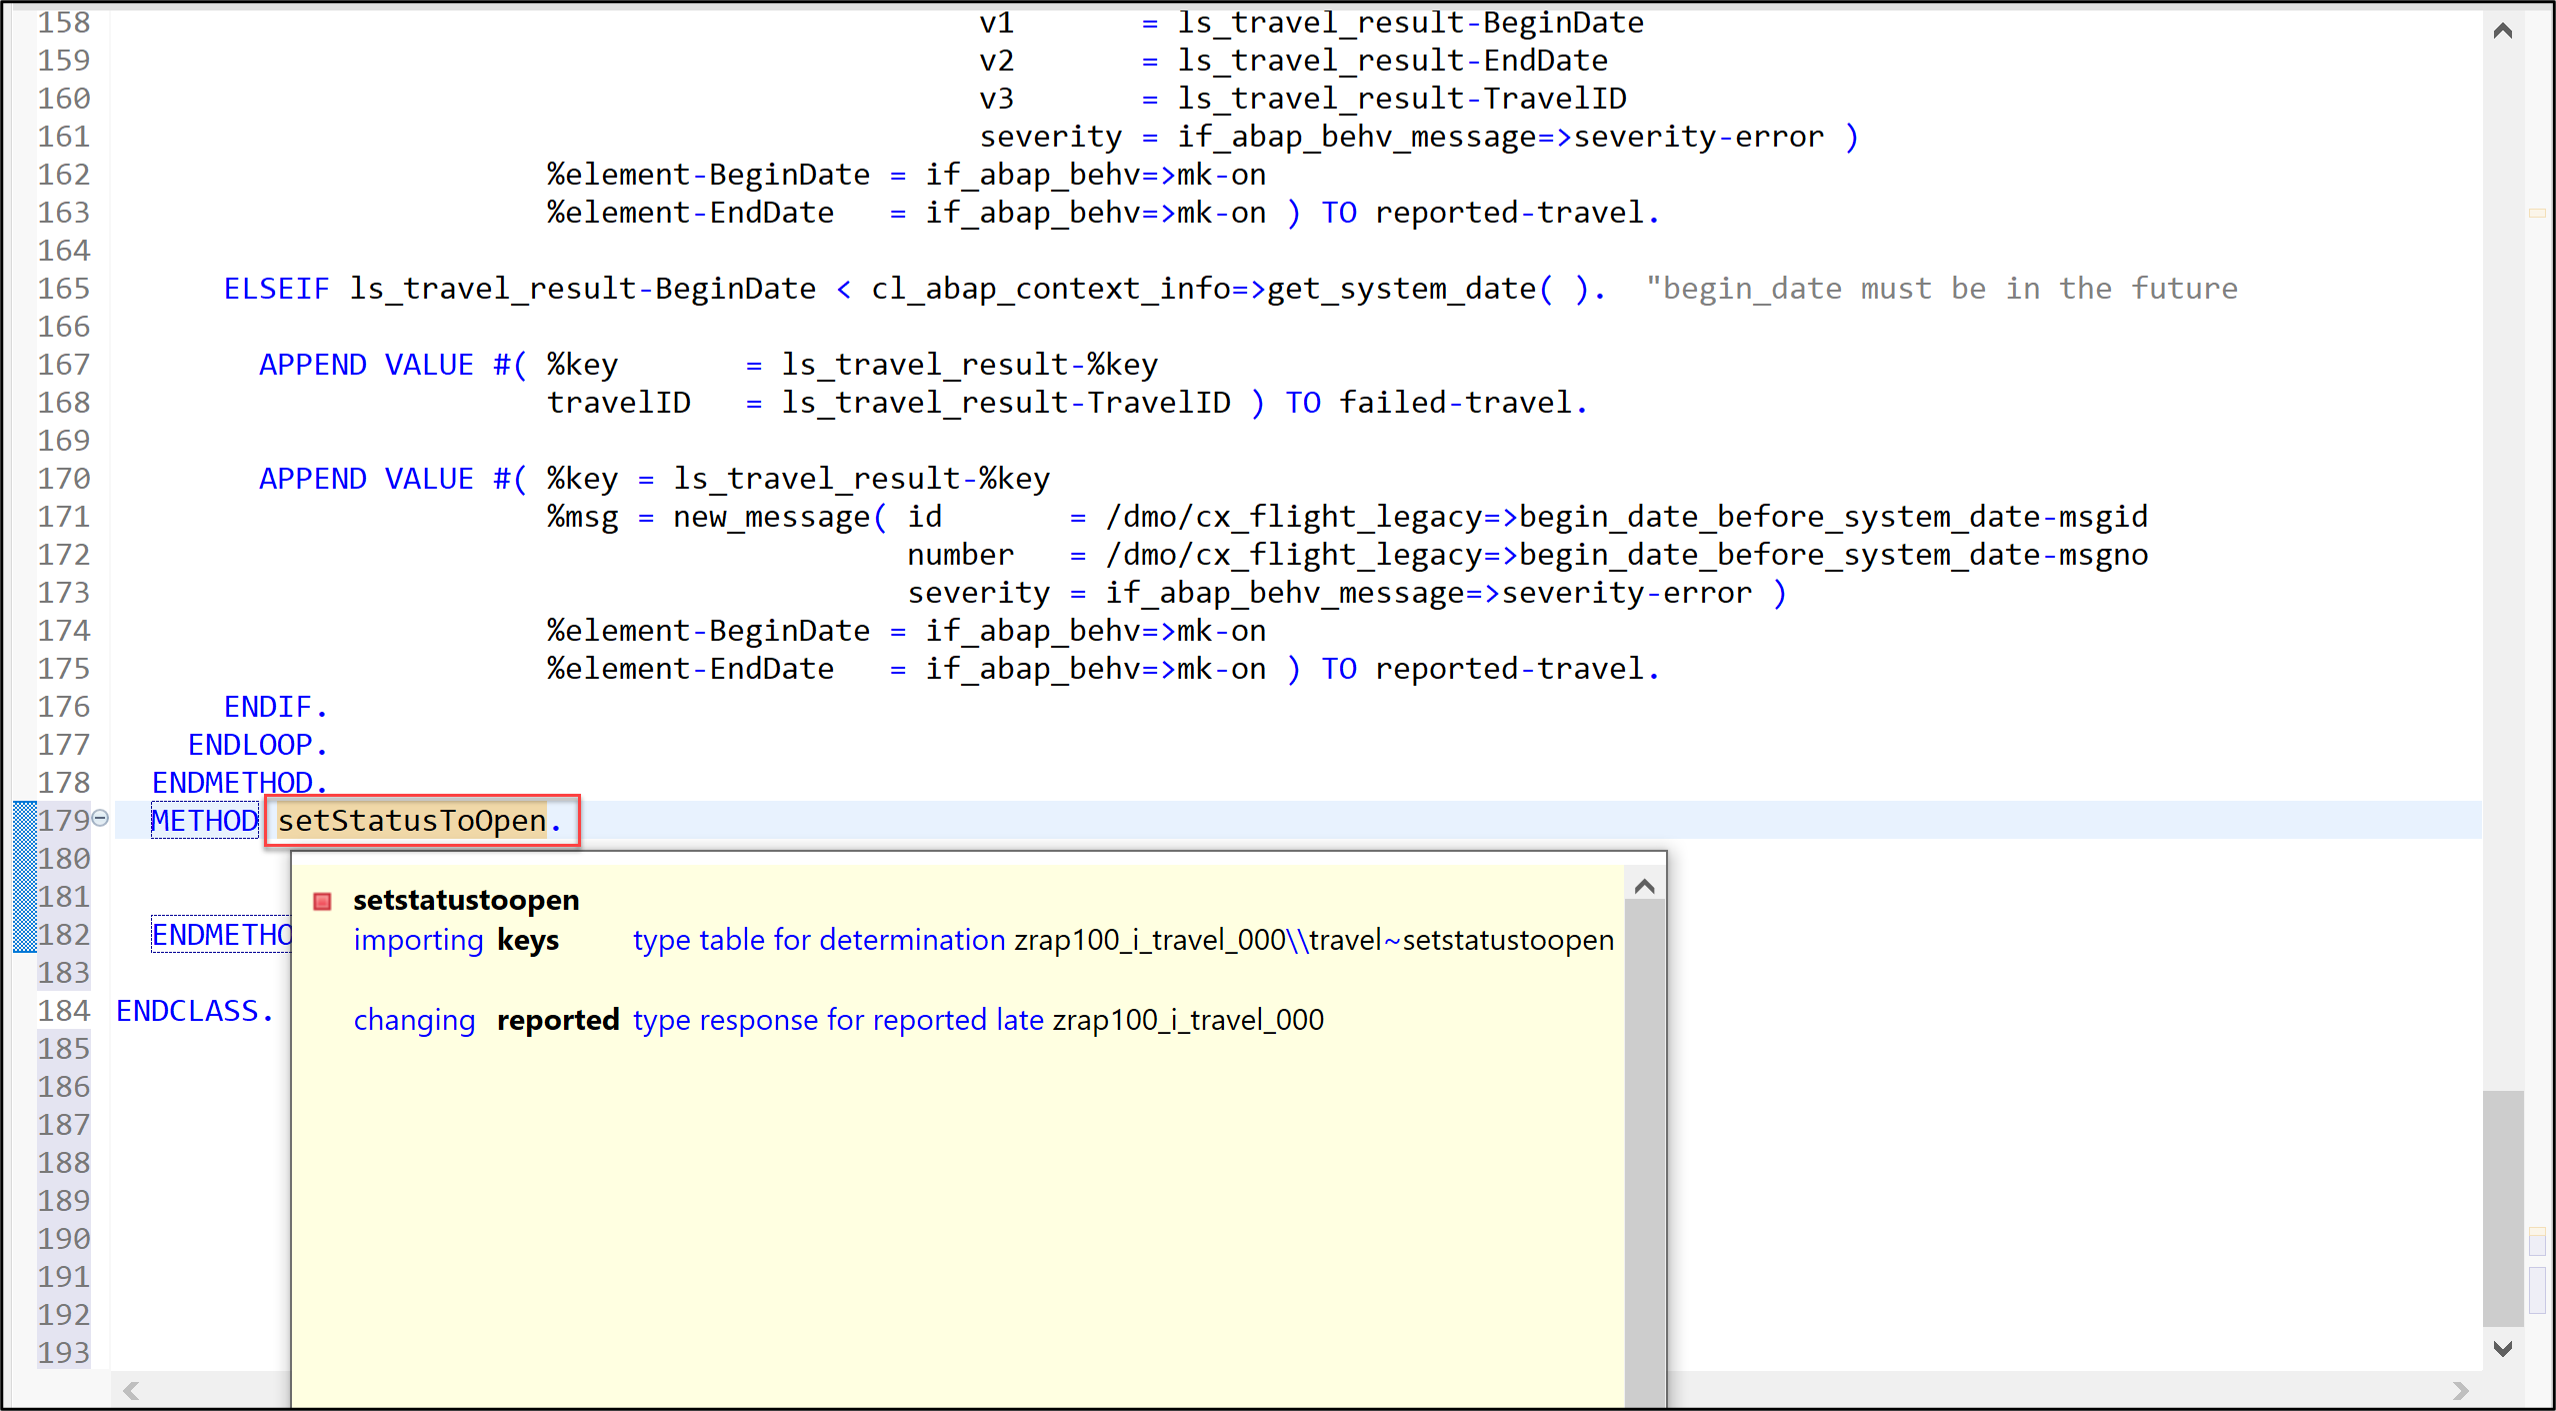 158 v1 = ls_travel_result-BeginDate
159 v2 = ls_travel_result-EndDate
160 v3 = ls_travel_result-TravelID
161 severity = if_abap_behv_message=>severity-error )
162 %element-BeginDate = if_abap_behv=>mk-on
163 %element-EndDate = if_abap_behv=>mk-on ) TO reported-travel.
164
165 ELSEIF ls_travel_result-BeginDate < cl_abap_context_info=>get_system_date( ). "begin_date must be in the future
166
167 APPEND VALUE #( %key = ls_travel_result-%key
168 travelID = ls_travel_result-TravelID ) TO failed-travel.
169
170 APPEND VALUE #( %key = ls_travel_result-%key
171 %msg = new_message( id = /dmo/cx_flight_legacy=>begin_date_before_system_date-msgid
172 number = /dmo/cx_flight_legacy=>begin_date_before_system_date-msgno
173 severity = if_abap_behv_message=>severity-error )
174 %element-BeginDate = if_abap_behv=>mk-on
175 %element-EndDate = if_abap_behv=>mk-on ) TO reported-travel.
176 ENDIF.
177 ENDLOOP.
178 ENDMETHOD.
179 METHOD setStatusToOpen.
180
181 setstatustoopen
182 ENDMETHO importing keys type table for determination zrap100_i_travel_000\\travel~setstatustoopen
183
184 ENDCLASS. changing reported type response for reported late zrap100_i_travel_000
185
186
187
188
189
190
191
192
193